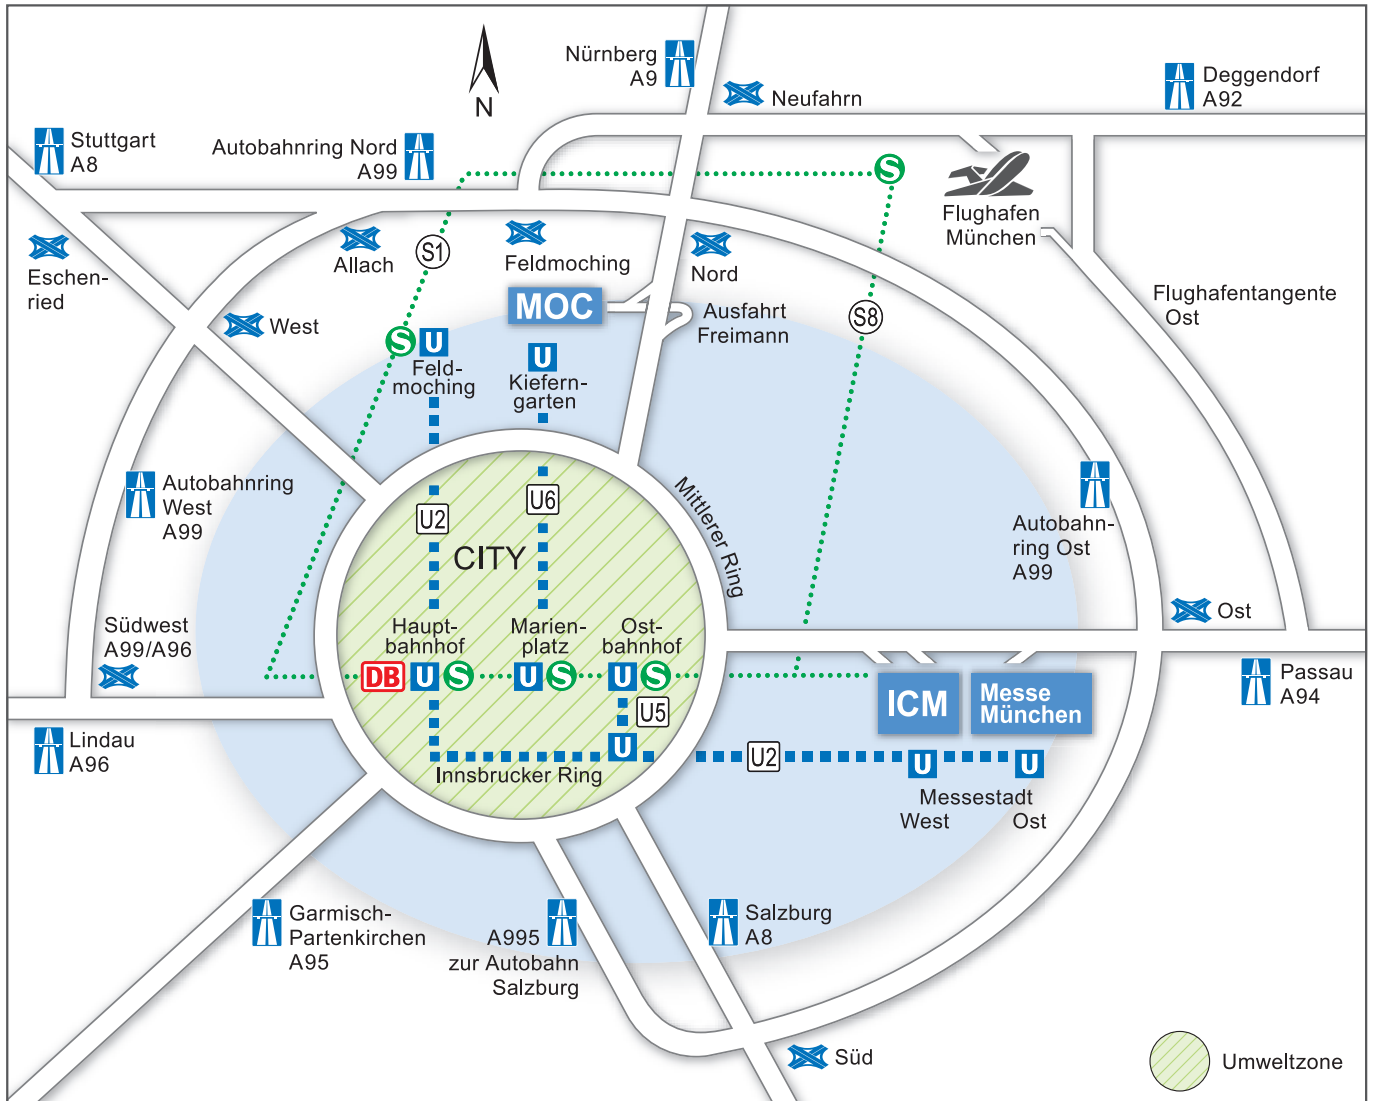 Nürnberg
A9
Neufahrn
Deggendorf
A92
N
Stuttgart
A8
Autobahnring Nord
A99
S
Flughafen
München
Eschen-
ried
Allach
S1
Feldmoching
Nord
Flughafentangente
Ost
MOC
Ausfahrt
Freimann
S8
West
S
U
Feld-
moching
U
Kiefern-
garten
Autobahnring
West
A99
U2
U6
Mittlerer Ring
Autobahn-
ring Ost
A99
CITY
Südwest
A99/A96
Haupt-
bahnhof
Marien-
platz
Ost-
bahnhof
Ost
DB
U
S
U
S
U
S
Passau
A94
ICM
Messe
München
U5
Lindau
A96
U
U2
U
U
Innsbrucker Ring
Messestadt
West
Ost
Garmisch-
Partenkirchen
A95
A995
zur Autobahn
Salzburg
Salzburg
A8
Süd
Umweltzone